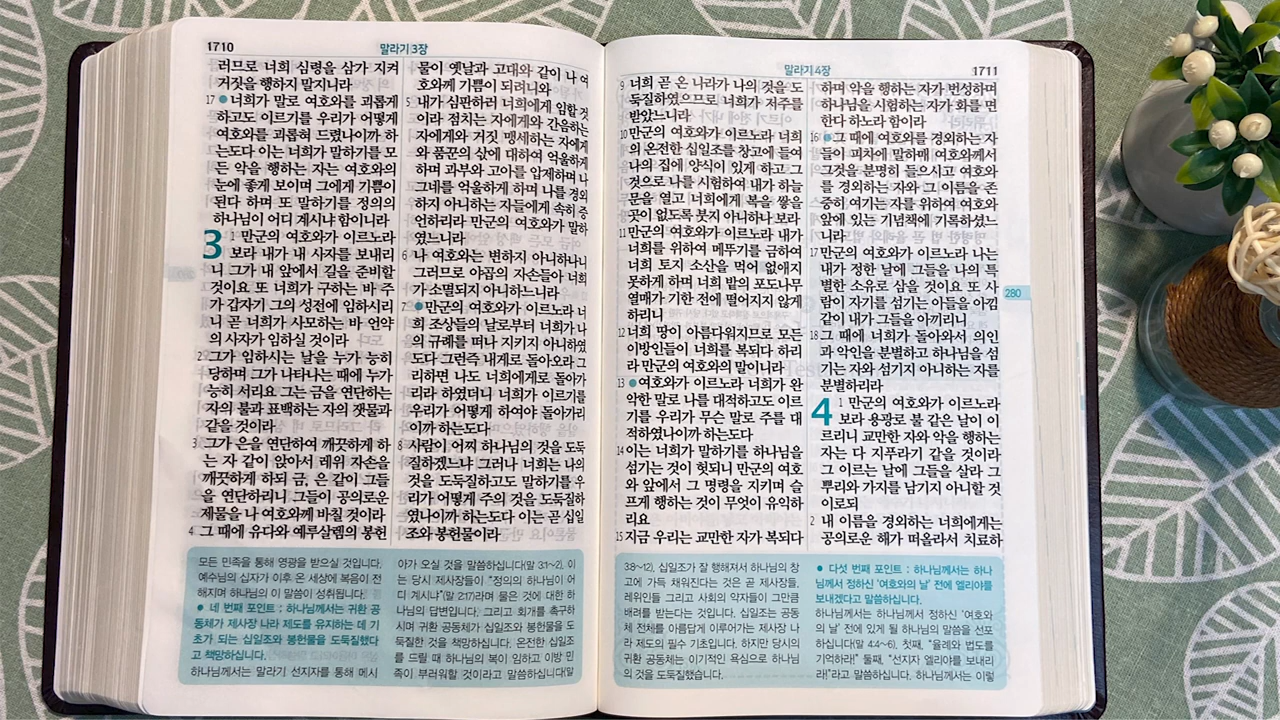 1710
말라기 3장
러므로 너희 심령을 삼가 지켜
거짓을 행하지 말지니라
17 ● 너희가 말로 여호와를 괴롭게
하고도 이르기를 우리가 어떻게
여호와를 괴롭혀 드렸나이까 하
는도다 이는 너희가 말하기를 모
든 악을 행하는 자는 여호와의
눈에 좋게 보이며 그에게 기쁨이
된다 하며 또 말하기를 정의의
하나님이 어디 계시냐 함이니라
3 1 만군의 여호와가 이르노라
보라 내가 내 사자를 보내리
니 그가 내 앞에서 길을 준비할
것이요 또 너희가 구하는 바 주
가 갑자기 그의 성전에 임하시리
니 곧 너희가 사모하는 바 언약
의 사자가 임하실 것이라
2 그가 임하시는 날을 누가 능히
당하며 그가 나타나는 때에 누가
능히 서리요 그는 금을 연단하는
자의 불과 표백하는 자의 잿물과
같을 것이라
3 그가 은을 연단하여 깨끗하게 하
는 자 같이 앉아서 레위 자손을
깨끗하게 하되 금, 은 같이 그들
을 연단하리니 그들이 공의로운
제물을 나 여호와께 바칠 것이라
4 그 때에 유다와 예루살렘의 봉헌
물이 옛날과 고대와 같이 나 여
호와께 기쁨이 되려니와
5 내가 심판하러 너희에게 임할 것
이라 점치는 자에게와 간음하는
자에게와 거짓 맹세하는 자에게
와 품꾼의 삯에 대하여 억울하게
하며 과부와 고아를 압제하며 나
그네를 억울하게 하며 나를 경외
하지 아니하는 자들에게 속히 증
언하리라 만군의 여호와가 말하
였느니라
6 나 여호와는 변하지 아니하나니
그러므로 야곱의 자손들아 너희
가 소멸되지 아니하느니라
7 ● 만군의 여호와가 이르노라 너
희 조상들의 날로부터 너희가 나
의 규례를 떠나 지키지 아니하였
도다 그런즉 내게로 돌아오라 그
리하면 나도 너희에게로 돌아가
리라 하였더니 너희가 이르기를
우리가 어떻게 하여야 돌아가리
이까 하는도다
8 사람이 어찌 하나님의 것을 도둑
질하겠느냐 그러나 너희는 나의
것을 도둑질하고도 말하기를 우
리가 어떻게 주의 것을 도둑질하
였나이까 하는도다 이는 곧 십일
조와 봉헌물이라
모든 민족을 통해 영광을 받으실 것입니다.
예수님의 십자가 이후 온 세상에 복음이 전
해지며 하나님의 이 말씀이 성취됩니다.
● 네 번째 포인트 : 하나님께서는 귀환 공
동체가 제사장 나라 제도를 유지하는 데 기
초가 되는 십일조와 봉헌물을 도둑질했다
고 책망하십니다.
하나님께서는 말라기 선지자를 통해 메시
아가 오실 것을 말씀하십니다(말 3:1~2). 이
는 당시 제사장들이 "정의의 하나님이 어
디 계시냐"(말 2:17)라며 물은 것에 대한 하
나님의 답변입니다. 그리고 회개를 촉구하
시며 귀환 공동체가 십일조와 봉헌물을 도
둑질한 것을 책망하십니다. 온전한 십일조
를 드릴 때 하나님의 복이 임하고 이방 민
족이 부러워할 것이라고 말씀하십니다(말
말라기 4장
1711
9 너희 곧 온 나라가 나의 것을 도
둑질하였으므로 너희가 저주를
받았느니라
10 만군의 여호와가 이르노라 너희
의 온전한 십일조를 창고에 들여
나의 집에 양식이 있게 하고 그
것으로 나를 시험하여 내가 하늘
문을 열고 너희에게 복을 쌓을
곳이 없도록 붓지 아니하나 보라
11 만군의 여호와가 이르노라 내가
너희를 위하여 메뚜기를 금하여
너희 토지 소산을 먹어 없애지
못하게 하며 너희 밭의 포도나무
열매가 기한 전에 떨어지지 않게
하리니
12 너희 땅이 아름다워지므로 모든
이방인들이 너희를 복되다 하리
라 만군의 여호와의 말이니라
13 ● 여호와가 이르노라 너희가 완
악한 말로 나를 대적하고도 이르
기를 우리가 무슨 말로 주를 대
적하였나이까 하는도다
14 이는 너희가 말하기를 하나님을
섬기는 것이 헛되니 만군의 여호
와 앞에서 그 명령을 지키며 슬
프게 행하는 것이 무엇이 유익하
리요
15 지금 우리는 교만한 자가 복되다
하며 악을 행하는 자가 번성하며
하나님을 시험하는 자가 화를 면
한다 하노라 함이라
16 ● 그 때에 여호와를 경외하는 자
들이 피차에 말하매 여호와께서
그것을 분명히 들으시고 여호와
를 경외하는 자와 그 이름을 존
중히 여기는 자를 위하여 여호와
앞에 있는 기념책에 기록하셨느
니라
17 만군의 여호와가 이르노라 나는
내가 정한 날에 그들을 나의 특
별한 소유로 삼을 것이요 또 사
람이 자기를 섬기는 아들을 아낌
같이 내가 그들을 아끼리니
18 그 때에 너희가 돌아와서 의인
과 악인을 분별하고 하나님을 섬
기는 자와 섬기지 아니하는 자를
분별하리라
4 1 만군의 여호와가 이르노라
보라 용광로 불 같은 날이 이
르리니 교만한 자와 악을 행하는
자는 다 지푸라기 같을 것이라
그 이르는 날에 그들을 살라 그
뿌리와 가지를 남기지 아니할 것
이로되
2 내 이름을 경외하는 너희에게는
공의로운 해가 떠올라서 치료하
280
3:8~12). 십일조가 잘 행해져서 하나님의 창
고에 가득 채워진다는 것은 곧 제사장들,
레위인들 그리고 사회의 약자들이 그만큼
배려를 받는다는 것입니다. 십일조는 공동
체 전체를 아름답게 이루어가는 제사장 나
라 제도의 필수 기초입니다. 하지만 당시의
귀환 공동체는 이기적인 욕심으로 하나님
의 것을 도둑질했습니다.
● 다섯 번째 포인트 : 하나님께서는 하나
님께서 정하신 '여호와의 날' 전에 엘리야를
보내겠다고 말씀하십니다.
하나님께서는 하나님께서 정하신 '여호와
의 날' 전에 있게 될 하나님의 말씀을 선포
하십니다(말 4:4~6). 첫째, "율례와 법도를
기억하라!" 둘째, "선지자 엘리야를 보내리
라!"라고 말씀하십니다. 하나님께서는 이렇